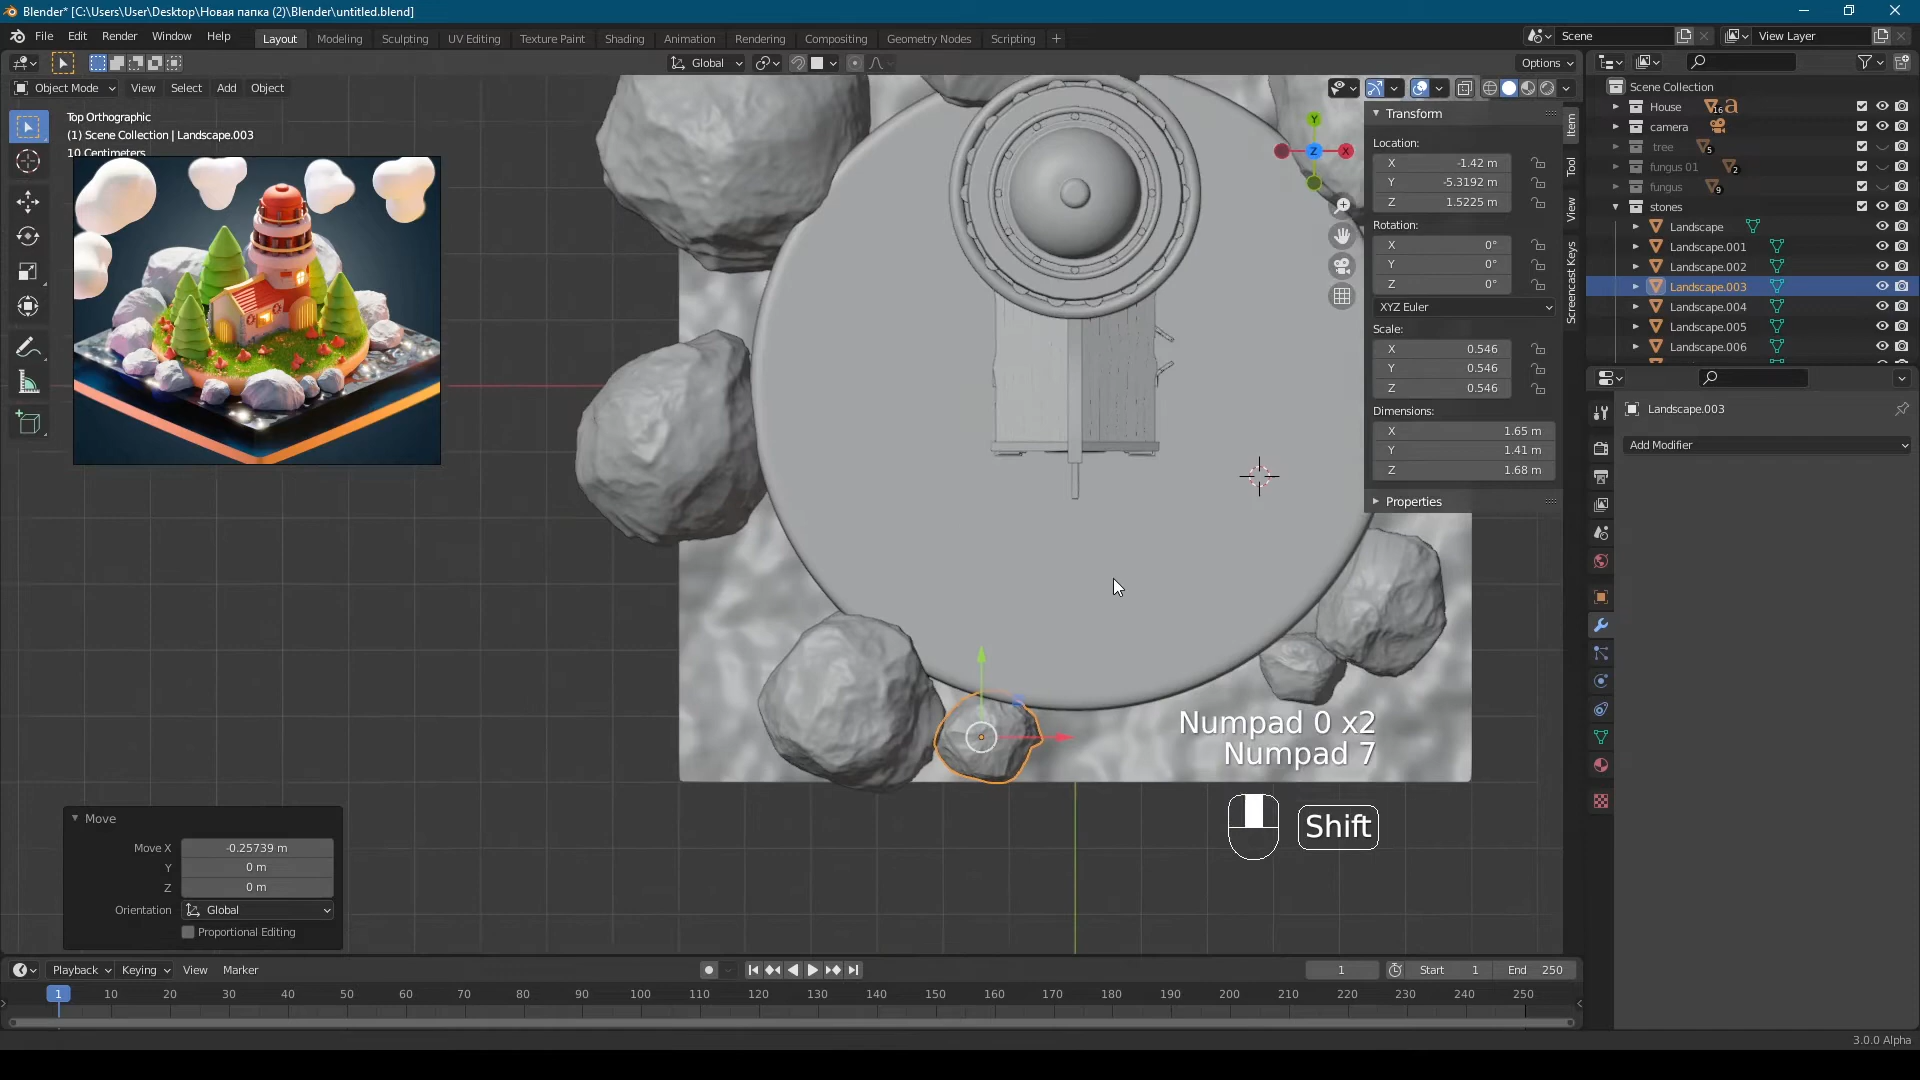 Blender* [C:\Users\User\Desktop\Новая папка (2)\Blender\untitled.blend]
File Edit Render Window Help Layout Modeling Sculpting UV Editing Texture Paint Shading Animation Rendering Compositing Geometry Nodes Scripting + Scene View Layer
Global Options
Object Mode View Select Add Object
Top Orthographic
(1) Scene Collection | Landscape.003
10 Centimeters
Transform
Location:
X -1.42 m
Y -5.3192 m
Z 1.5225 m
Rotation:
X 0°
Y 0°
Z 0°
XYZ Euler
Scale:
X 0.546
Y 0.546
Z 0.546
Dimensions:
X 1.65 m
Y 1.41 m
Z 1.68 m
Properties
Item
Tool
View
Screencast Keys
Y
Z X
Scene Collection
House 16
camera
tree 5
fungus 01 2
fungus 9
stones
Landscape
Landscape.001
Landscape.002
Landscape.003
Landscape.004
Landscape.005
Landscape.006
Landscape.003
Add Modifier
Numpad 0 x2
Numpad 7
Shift
Move
Move X -0.25739 m
Y 0 m
Z 0 m
Orientation Global
Proportional Editing
Playback Keying View Marker 1 Start 1 End 250
1 10 20 30 40 50 60 70 80 90 100 110 120 130 140 150 160 170 180 190 200 210 220 230 240 250
3.0.0 Alpha